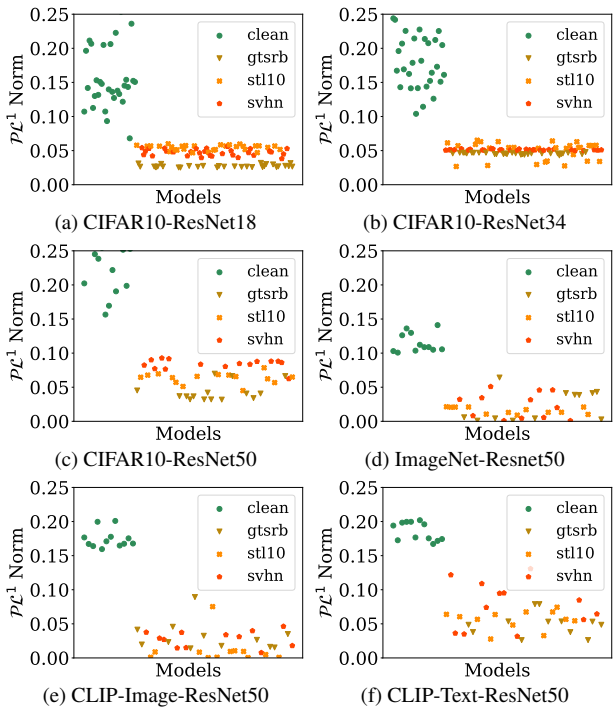 0.25
0.20
0.15
0.10
0.05
0.00
PL¹ Norm
clean
gtsrb
stl10
svhn
Models
(a) CIFAR10-ResNet18
0.25
0.20
0.15
0.10
0.05
0.00
PL¹ Norm
clean
gtsrb
stl10
svhn
Models
(b) CIFAR10-ResNet34
0.25
0.20
0.15
0.10
0.05
0.00
PL¹ Norm
clean
gtsrb
stl10
svhn
Models
(c) CIFAR10-ResNet50
0.25
0.20
0.15
0.10
0.05
0.00
PL¹ Norm
clean
gtsrb
stl10
svhn
Models
(d) ImageNet-Resnet50
0.25
0.20
0.15
0.10
0.05
0.00
PL¹ Norm
clean
gtsrb
stl10
svhn
Models
(e) CLIP-Image-ResNet50
0.25
0.20
0.15
0.10
0.05
0.00
PL¹ Norm
clean
gtsrb
stl10
svhn
Models
(f) CLIP-Text-ResNet50